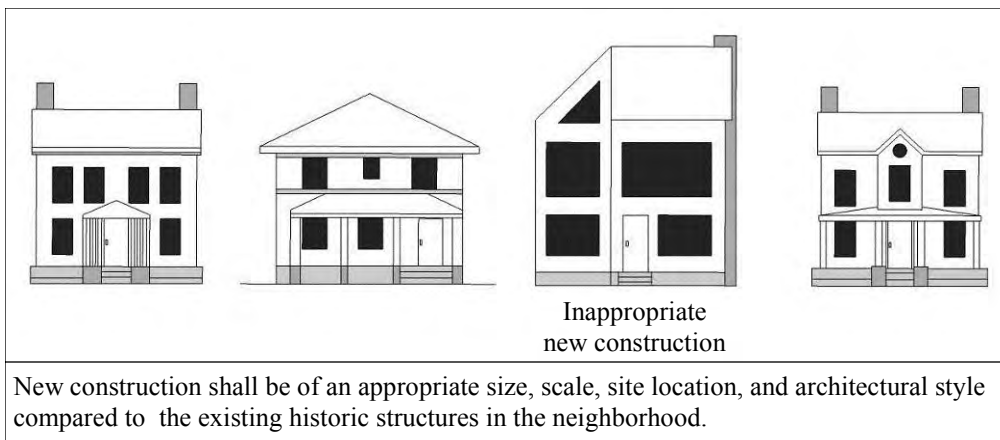 Inappropriate
new construction
New construction shall be of an appropriate size, scale, site location, and architectural style
compared to the existing historic structures in the neighborhood.